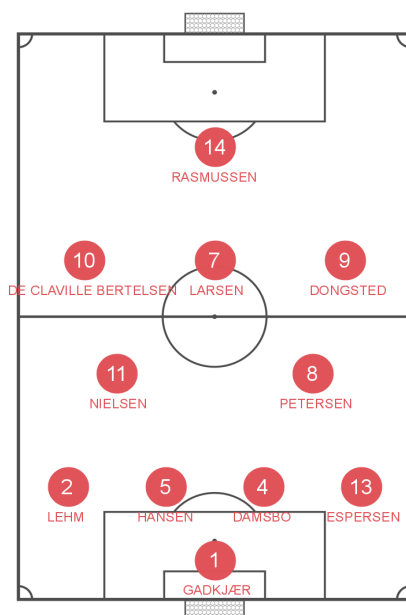 14
RASMUSSEN
10
7
9
DE CLAVILLE BERTELSEN LARSEN DONGSTED
11
8
NIELSEN PETERSEN
2
5
4
13
LEHM HANSEN DAMSBO ESPERSEN
1
GADKJÆR